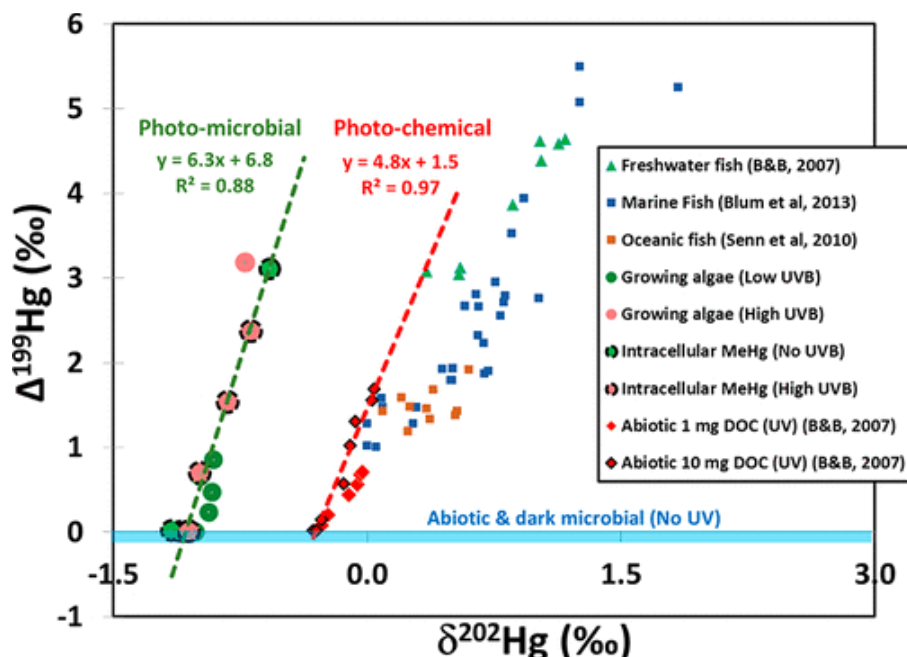 6
5
4
3
2
1
0
-1
Δ¹⁹⁹Hg (‰)
Photo-microbial
y = 6.3x + 6.8
R² = 0.88
Photo-chemical
y = 4.8x + 1.5
R² = 0.97
Freshwater fish (B&B, 2007)
Marine Fish (Blum et al, 2013)
Oceanic fish (Senn et al, 2010)
Growing algae (Low UVB)
Growing algae (High UVB)
Intracellular MeHg (No UVB)
Intracellular MeHg (High UVB)
Abiotic 1 mg DOC (UV) (B&B, 2007)
Abiotic 10 mg DOC (UV) (B&B, 2007)
Abiotic & dark microbial (No UV)
-1.5 0.0 1.5 3.0
δ²⁰²Hg (‰)